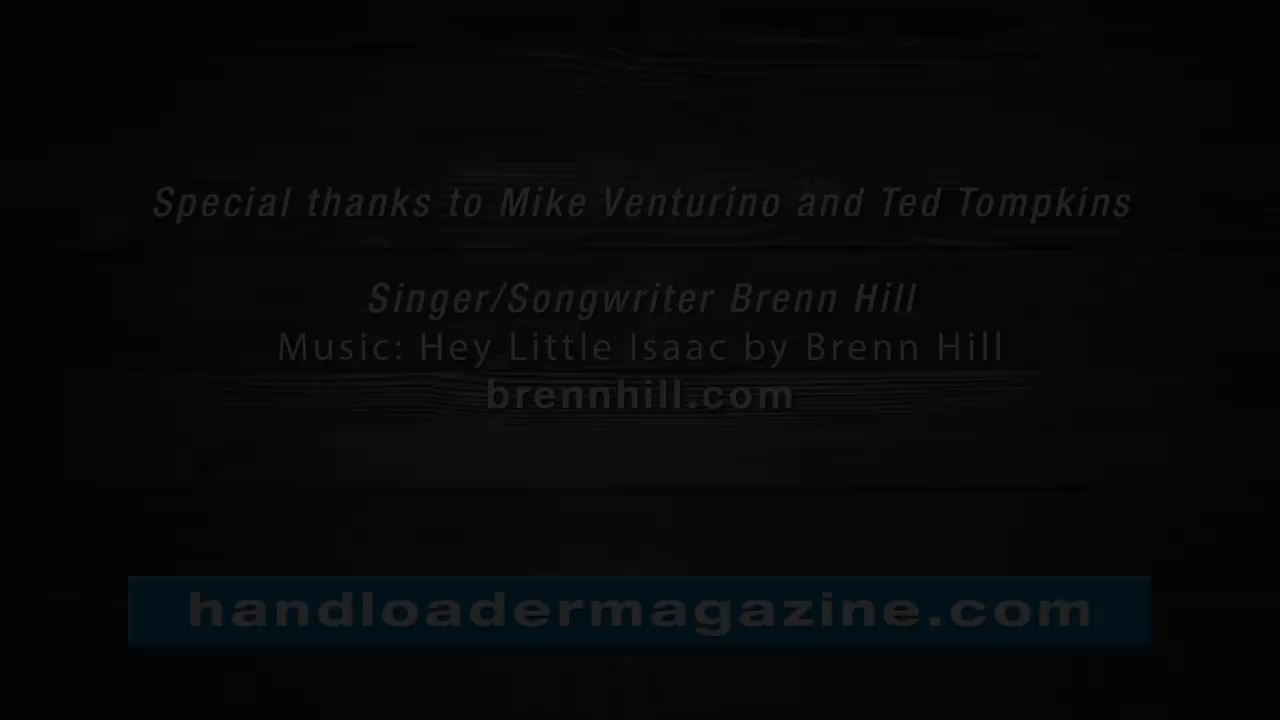 Special thanks to Mike Venturino and Ted Tompkins
Singer/Songwriter Brenn Hill
Music: Hey Little Isaac by Brenn Hill
brennhill.com
handloadermagazine.com